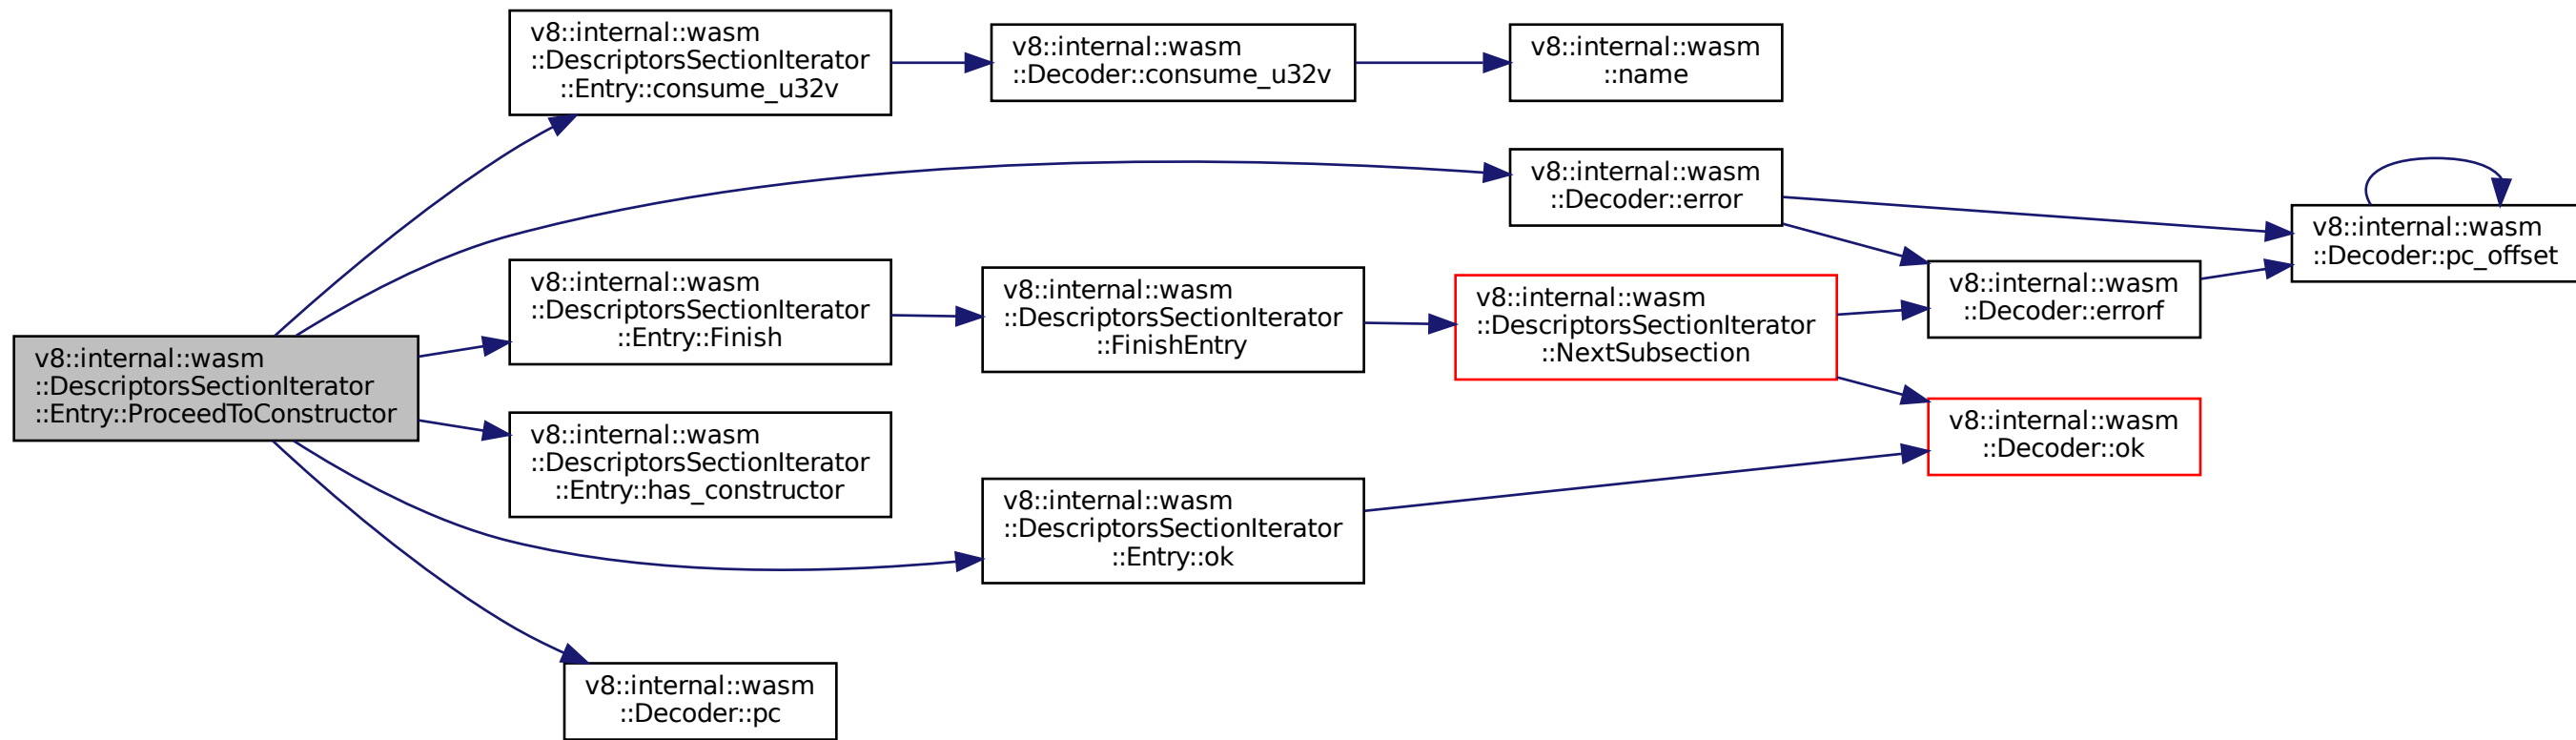 v8::internal::wasm
::DescriptorsSectionIterator
::Entry::ProceedToConstructor
v8::internal::wasm
::DescriptorsSectionIterator
::Entry::consume_u32v
v8::internal::wasm
::Decoder::consume_u32v
v8::internal::wasm
::name
v8::internal::wasm
::Decoder::error
v8::internal::wasm
::Decoder::pc_offset
v8::internal::wasm
::Decoder::errorf
v8::internal::wasm
::DescriptorsSectionIterator
::Entry::Finish
v8::internal::wasm
::DescriptorsSectionIterator
::FinishEntry
v8::internal::wasm
::DescriptorsSectionIterator
::NextSubsection
v8::internal::wasm
::Decoder::ok
v8::internal::wasm
::DescriptorsSectionIterator
::Entry::has_constructor
v8::internal::wasm
::DescriptorsSectionIterator
::Entry::ok
v8::internal::wasm
::Decoder::pc